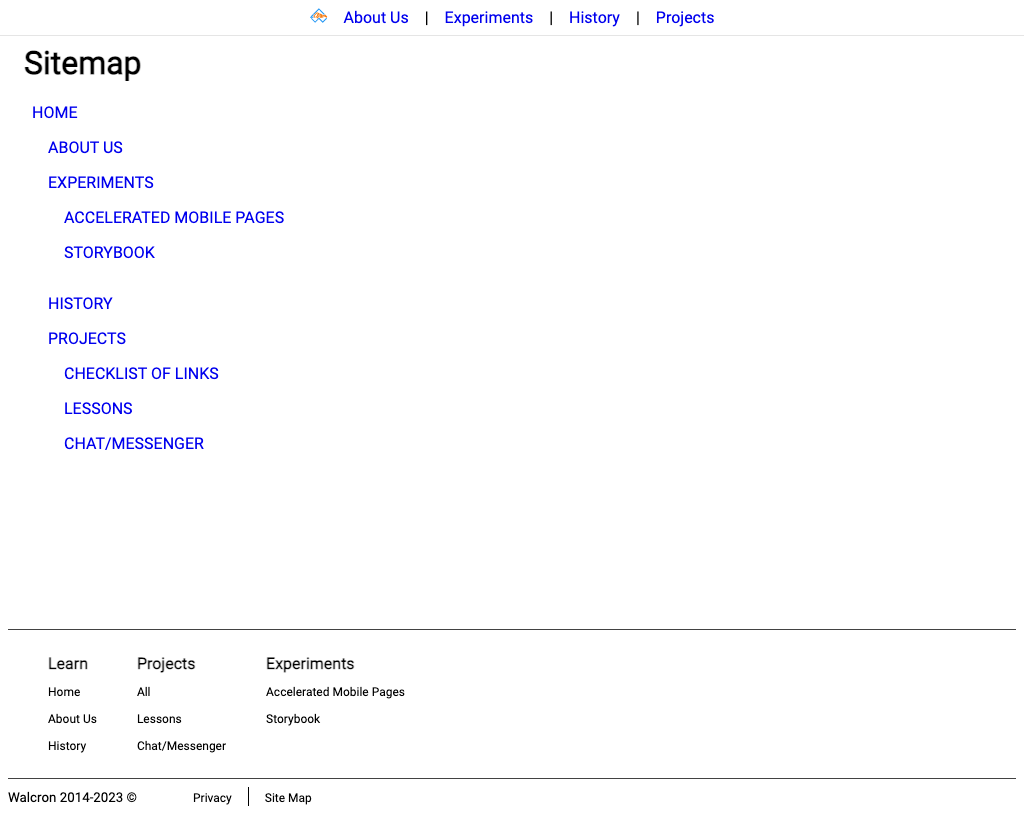 About Us | Experiments | History | Projects
Sitemap
HOME
ABOUT US
EXPERIMENTS
ACCELERATED MOBILE PAGES
STORYBOOK
HISTORY
PROJECTS
CHECKLIST OF LINKS
LESSONS
CHAT/MESSENGER
Learn Projects Experiments
Home All Accelerated Mobile Pages
About Us Lessons Storybook
History Chat/Messenger
Walcron 2014-2023 © Privacy Site Map